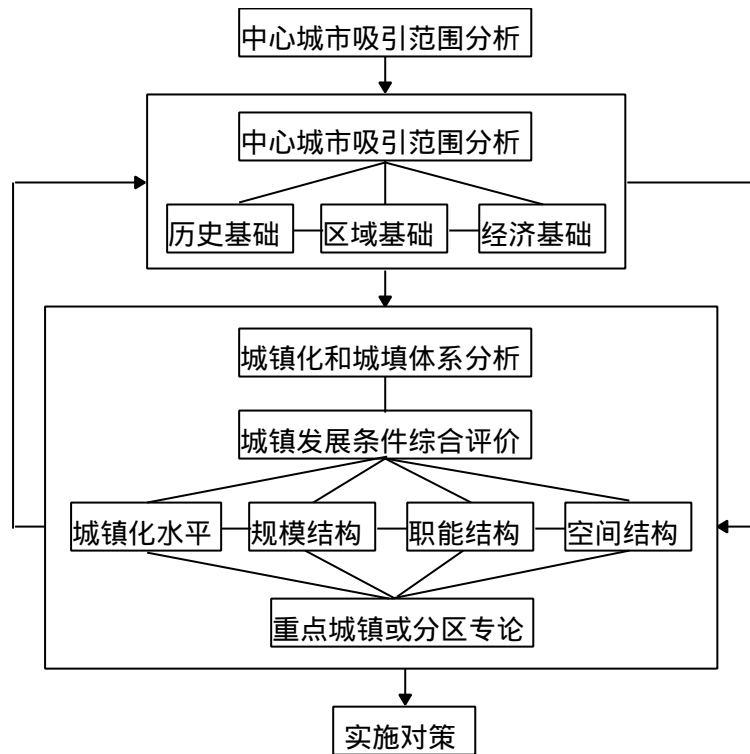 中心城市吸引范围分析
中心城市吸引范围分析
历史基础 区域基础 经济基础
城镇化和城填体系分析
城镇发展条件综合评价
城镇化水平 规模结构 职能结构 空间结构
重点城镇或分区专论
实施对策